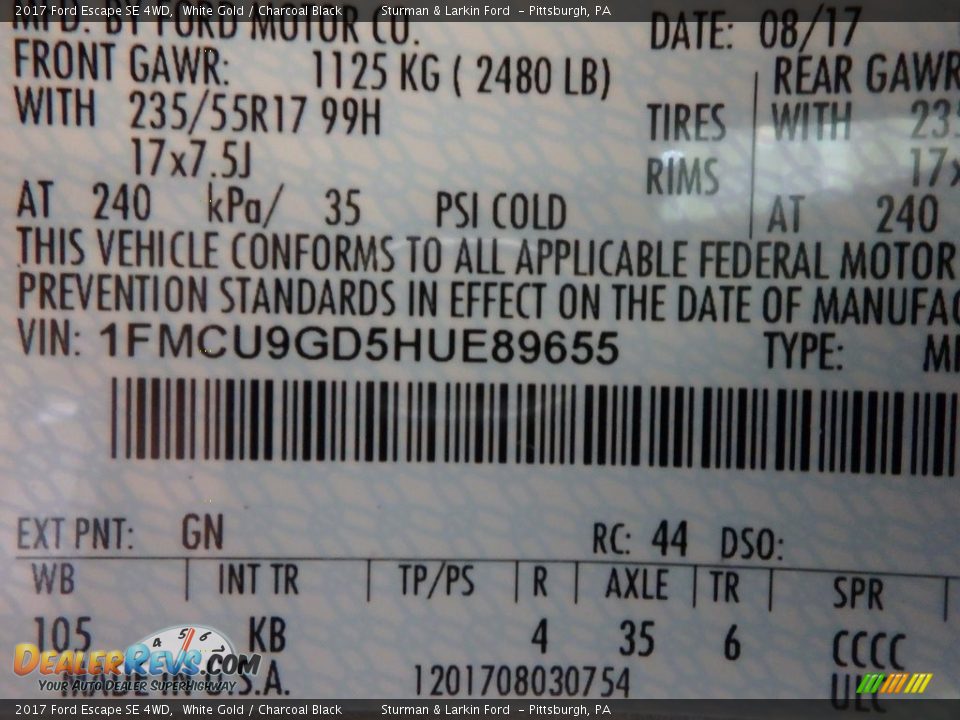 2017 Ford Escape SE 4WD, White Gold / Charcoal Black Sturman & Larkin Ford - Pittsburgh, PA
MFD. BY FORD MOTOR CO. DATE: 08/17
FRONT GAWR: 1125 KG ( 2480 LB) REAR GAWR
WITH 235/55R17 99H TIRES WITH 235
17x7.5J RIMS 17x
AT 240 kPa/ 35 PSI COLD AT 240
THIS VEHICLE CONFORMS TO ALL APPLICABLE FEDERAL MOTOR
PREVENTION STANDARDS IN EFFECT ON THE DATE OF MANUFAC
VIN: 1FMCU9GD5HUE89655 TYPE:
EXT PNT: GN RC: 44 DSO:
WB INT TR TP/PS R AXLE TR SPR
105 KB 4 35 6 CCCC
MADE IN U.S.A. 1201708030754
DealerRevs.com
Your Auto Dealer SuperHighway
2017 Ford Escape SE 4WD, White Gold / Charcoal Black Sturman & Larkin Ford - Pittsburgh, PA